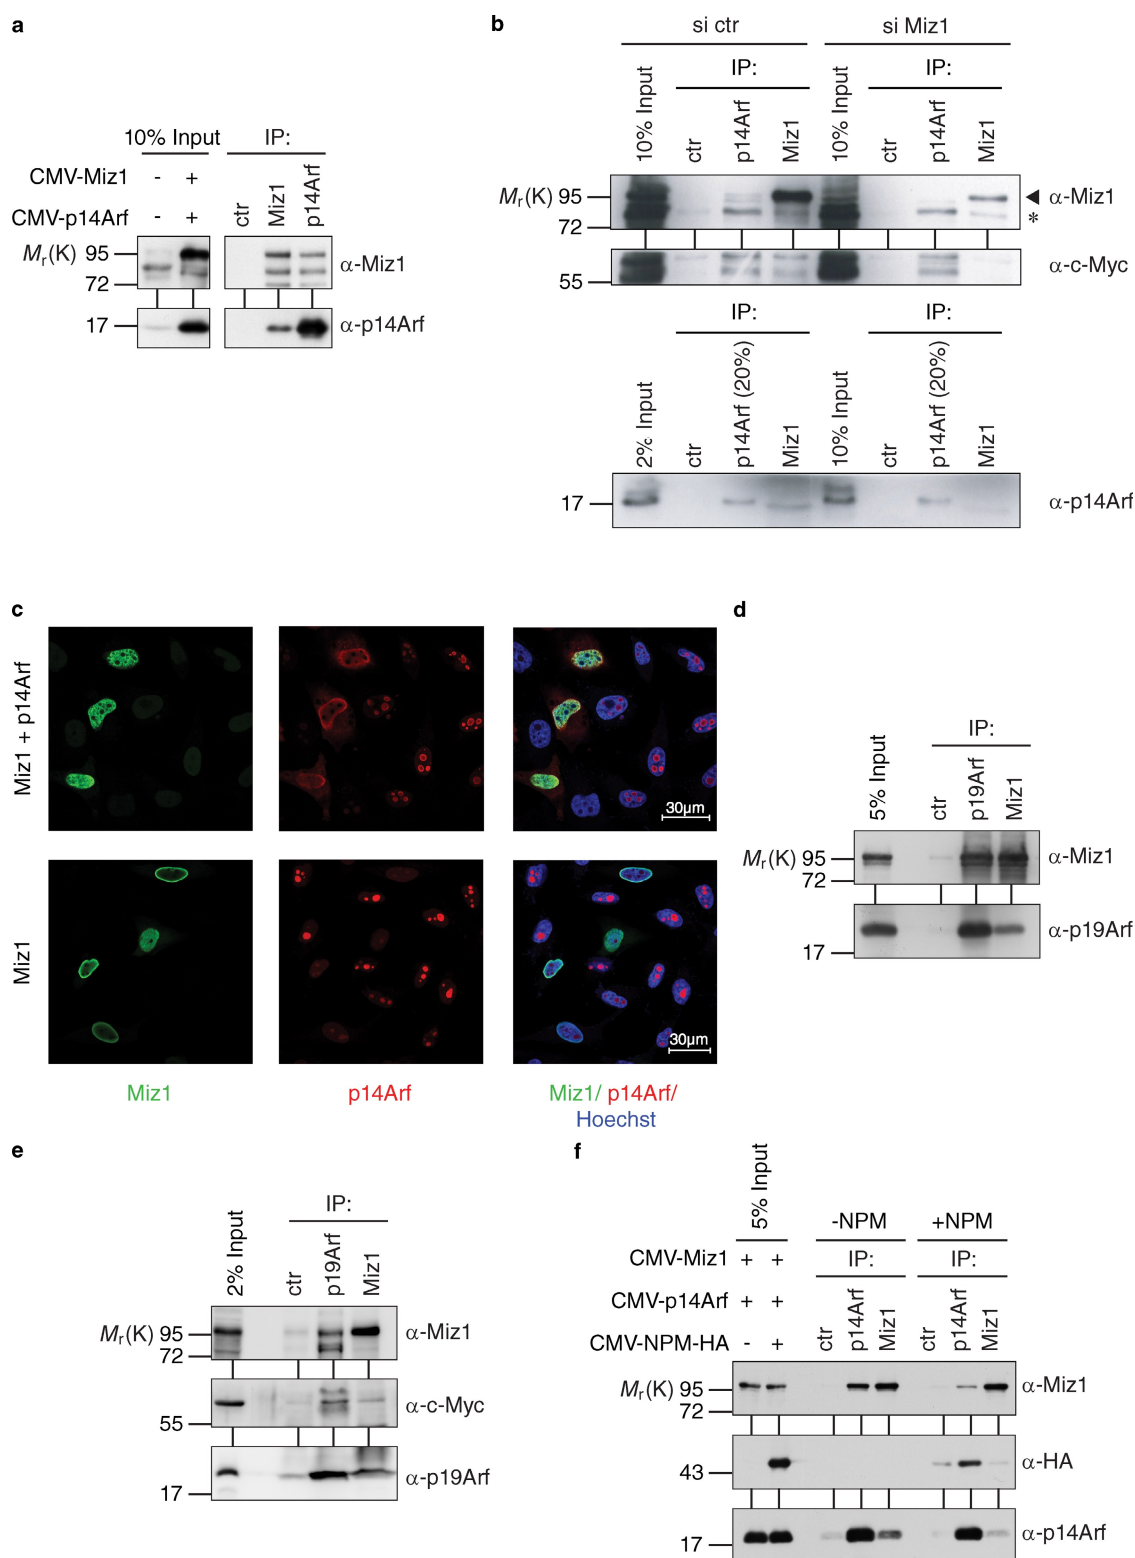 a
10% Input IP:
CMV-Miz1 - +
CMV-p14Arf - +
ctr Miz1 p14Arf
Mr(K) 95 α-Miz1
72
17 α-p14Arf
b
si ctr si Miz1
IP: IP:
10% Input ctr p14Arf Miz1 10% Input ctr p14Arf Miz1
Mr(K) 95 ◄ α-Miz1
72 *
55 α-c-Myc
IP: IP:
2% Input ctr p14Arf (20%) Miz1 10% Input ctr p14Arf (20%) Miz1
17 α-p14Arf
c
Miz1 + p14Arf
30µm
Miz1
30µm
Miz1 p14Arf Miz1/ p14Arf/
Hoechst
d
IP:
5% Input ctr p19Arf Miz1
Mr(K) 95 α-Miz1
72
α-p19Arf
17
e
IP:
2% Input ctr p19Arf Miz1
Mr(K) 95 α-Miz1
72
α-c-Myc
55
α-p19Arf
17
f
5% Input -NPM +NPM
CMV-Miz1 + + IP: IP:
CMV-p14Arf + +
CMV-NPM-HA - + ctr p14Arf Miz1 ctr p14Arf Miz1
Mr(K) 95 α-Miz1
72
α-HA
43
α-p14Arf
17